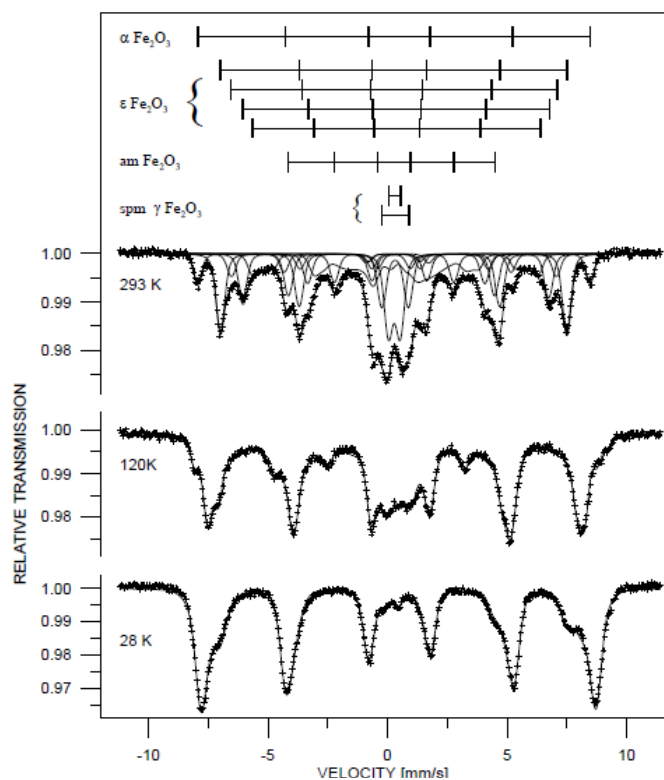 α Fe₂O₃
ε Fe₂O₃
am Fe₂O₃
spm γ Fe₂O₃
1.00
293 K
0.99
0.98
1.00
0.99
120K
0.98
1.00
0.99
28 K
0.98
0.97
RELATIVE TRANSMISSION
-10 -5 0 5 10
VELOCITY [mm/s]